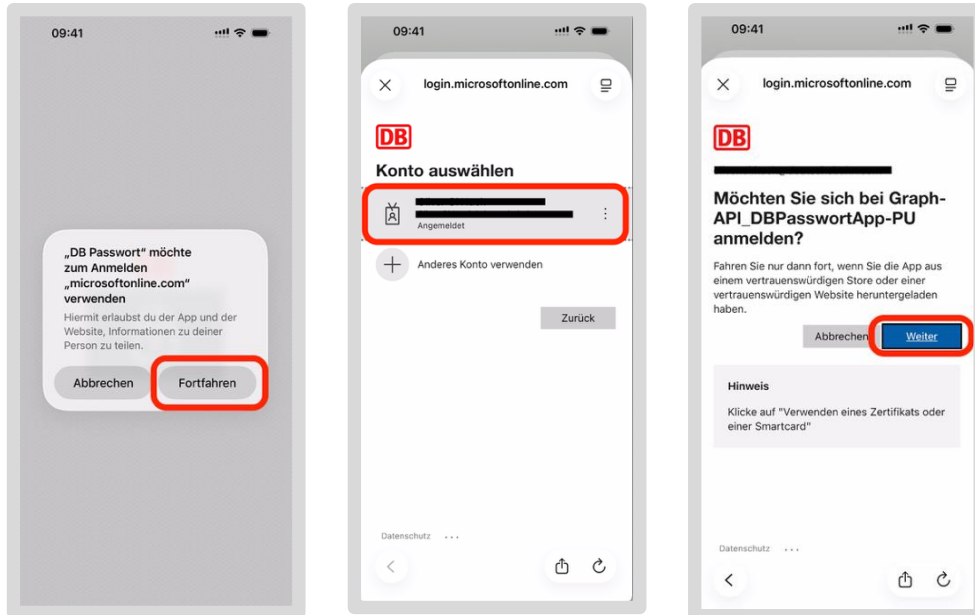 09:41
„DB Passwort" möchte
zum Anmelden
„microsoftonline.com"
verwenden
Hiermit erlaubst du der App und der
Website, Informationen zu deiner
Person zu teilen.
Abbrechen
Fortfahren
09:41
login.microsoftonline.com
DB
Konto auswählen
Angemeldet
Anderes Konto verwenden
Zurück
Datenschutz ...
09:41
login.microsoftonline.com
DB
Möchten Sie sich bei Graph-
API_DBPasswortApp-PU
anmelden?
Fahren Sie nur dann fort, wenn Sie die App aus
einem vertrauenswürdigen Store oder einer
vertrauenswürdigen Website heruntergeladen
haben.
Abbrechen
Weiter
Hinweis
Klicke auf "Verwenden eines Zertifikats oder
einer Smartcard"
Datenschutz ...